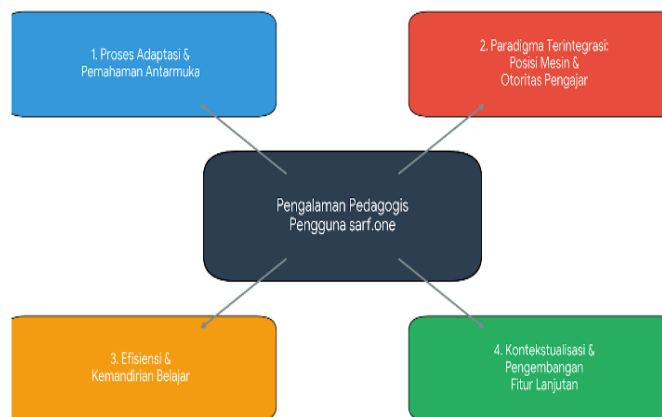 1. Proses Adaptasi &
Pemahaman Antarmuka
2. Paradigma Terintegrasi:
Posisi Mesin &
Otoritas Pengajar
Pengalaman Pedagogis
Pengguna sarf.one
3. Efisiensi &
Kemandirian Belajar
4. Kontekstualisasi &
Pengembangan
Fitur Lanjutan